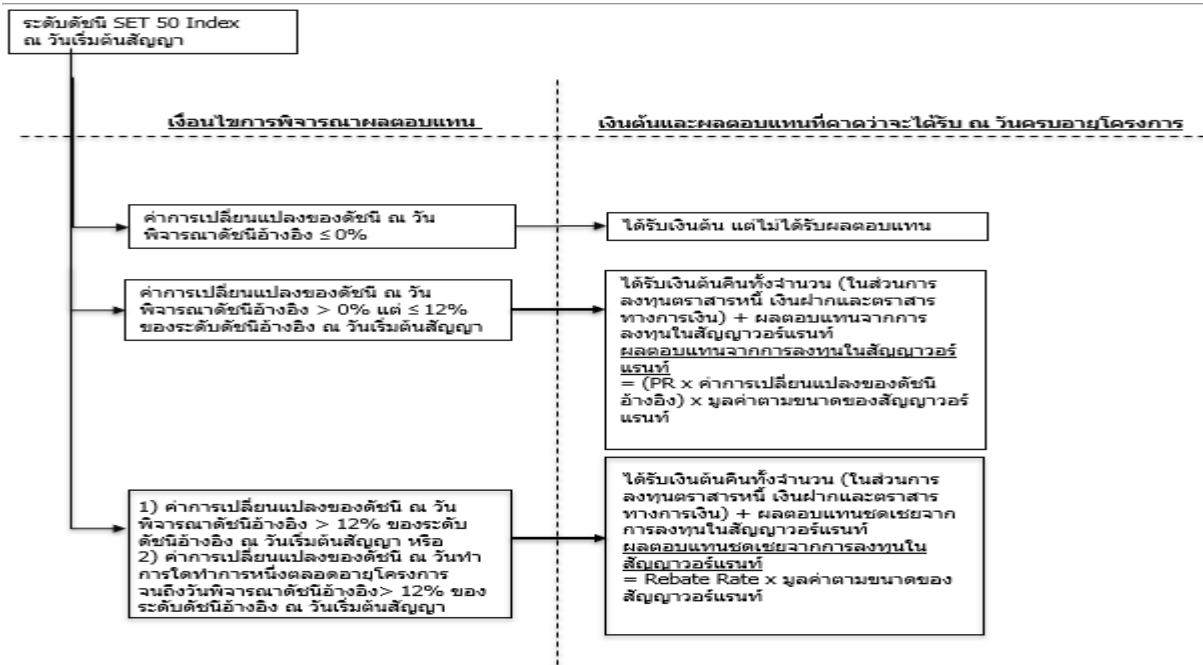 ระดับดัชนี SET 50 Index
ณ วันเริ่มต้นสัญญา
เงื่อนไขการพิจารณาผลตอบแทน
เงินต้นและผลตอบแทนที่คาดว่าจะได้รับ ณ วันครบอายุโครงการ
ค่าการเปลี่ยนแปลงของดัชนี ณ วัน
พิจารณาดัชนีอ้างอิง ≤ 0%
ได้รับเงินต้น แต่ไม่ได้รับผลตอบแทน
ค่าการเปลี่ยนแปลงของดัชนี ณ วัน
พิจารณาดัชนีอ้างอิง > 0% แต่ ≤ 12%
ของระดับดัชนีอ้างอิง ณ วันเริ่มต้นสัญญา
ได้รับเงินต้นคืนทั้งจำนวน (ในส่วนการ
ลงทุนตราสารหนี้ เงินฝากและตราสาร
ทางการเงิน) + ผลตอบแทนจากการ
ลงทุนในสัญญาวอร์แรนท์
ผลตอบแทนจากการลงทุนในสัญญาวอร์
แรนท์
= (PR x ค่าการเปลี่ยนแปลงของดัชนี
อ้างอิง) x มูลค่าตามขนาดของสัญญาวอร์
แรนท์
1) ค่าการเปลี่ยนแปลงของดัชนี ณ วัน
พิจารณาดัชนีอ้างอิง > 12% ของระดับ
ดัชนีอ้างอิง ณ วันเริ่มต้นสัญญา หรือ
2) ค่าการเปลี่ยนแปลงของดัชนี ณ วันทำ
การใดทำการหนึ่งตลอดอายุโครงการ
จนถึงวันพิจารณาดัชนีอ้างอิง> 12% ของ
ระดับดัชนีอ้างอิง ณ วันเริ่มต้นสัญญา
ได้รับเงินต้นคืนทั้งจำนวน (ในส่วนการ
ลงทุนตราสารหนี้ เงินฝากและตราสาร
ทางการเงิน) + ผลตอบแทนชดเชยจาก
การลงทุนในสัญญาวอร์แรนท์
ผลตอบแทนชดเชยจากการลงทุนใน
สัญญาวอร์แรนท์
= Rebate Rate x มูลค่าตามขนาดของ
สัญญาวอร์แรนท์